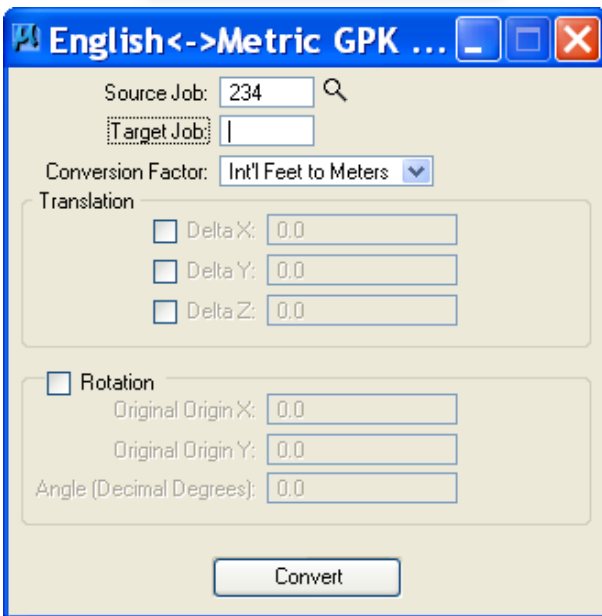 English<->Metric GPK ...
Source Job: 234
Target Job:
Conversion Factor: Int'l Feet to Meters
Translation
Delta X: 0.0
Delta Y: 0.0
Delta Z: 0.0
Rotation
Original Origin X: 0.0
Original Origin Y: 0.0
Angle (Decimal Degrees): 0.0
Convert